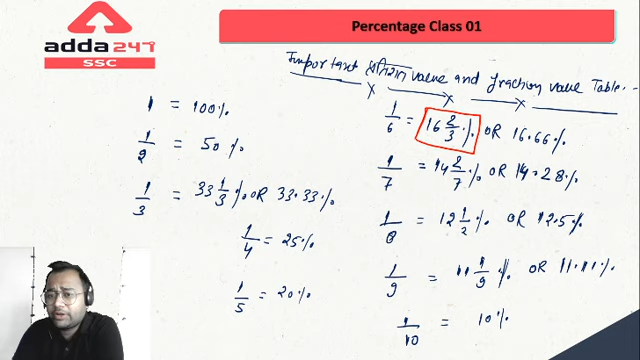 adda247
SSC
Percentage Class 01
Important प्रतिशत value and fraction value Table..
1 = 100%
1/2 = 50%
1/3 = 33 1/3 % OR 33.33%
1/4 = 25%
1/5 = 20%
1/6 = 16 2/3 % OR 16.66%
1/7 = 14 2/7 % OR 14.28%
1/8 = 12 1/2 % OR 12.5%
1/9 = 11 1/9 % OR 11.11%
1/10 = 10%